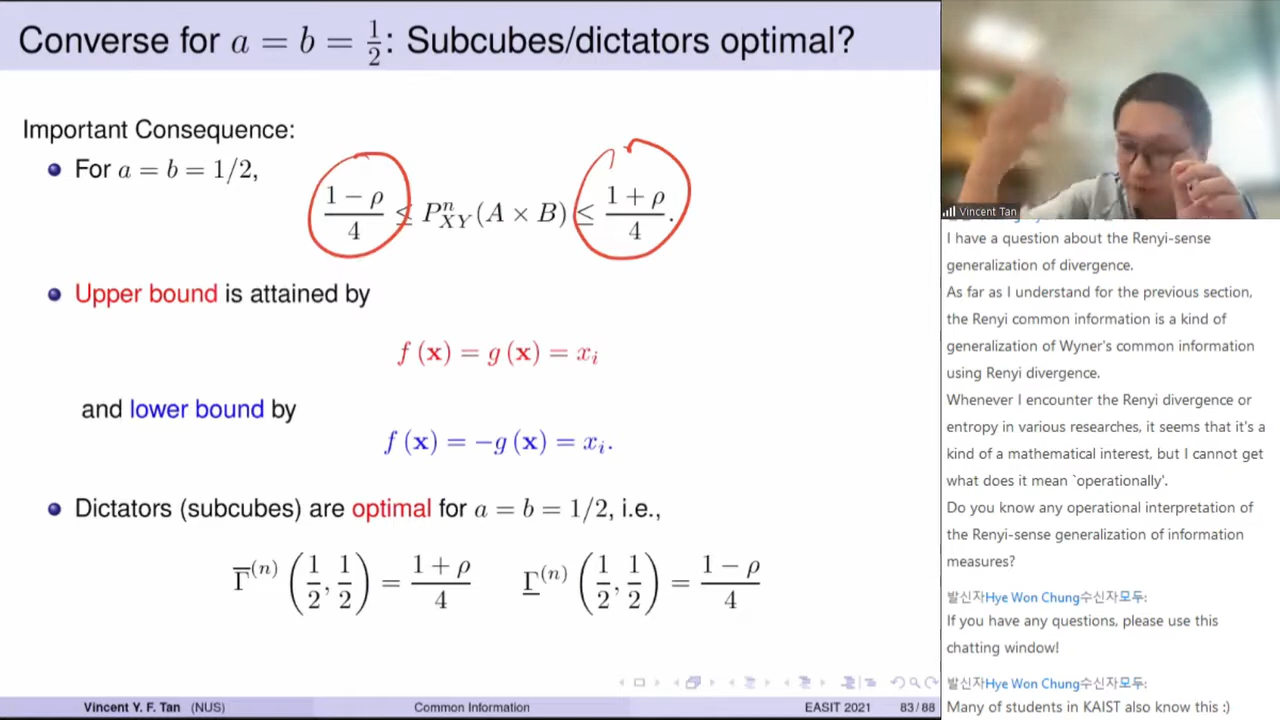 Converse for a = b = 1/2: Subcubes/dictators optimal?
Important Consequence:
For a = b = 1/2,
(1 − ρ)/4 ≤ P^n_{XY}(A × B) ≤ (1 + ρ)/4.
Upper bound is attained by
f (x) = g (x) = x_i
and lower bound by
f (x) = −g (x) = x_i.
Dictators (subcubes) are optimal for a = b = 1/2, i.e.,
Γ̅^(n) (1/2, 1/2) = (1 + ρ)/4 Γ̲^(n) (1/2, 1/2) = (1 − ρ)/4
Vincent Y. F. Tan (NUS) Common Information EASIT 2021 83 / 88
Vincent Tan
I have a question about the Renyi-sense
generalization of divergence.
As far as I understand for the previous section,
the Renyi common information is a kind of
generalization of Wyner's common information
using Renyi divergence.
Whenever I encounter the Renyi divergence or
entropy in various researches, it seems that it's a
kind of a mathematical interest, but I cannot get
what does it mean `operationally'.
Do you know any operational interpretation of
the Renyi-sense generalization of information
measures?
발신자Hye Won Chung수신자모두:
If you have any questions, please use this
chatting window!
발신자Hye Won Chung수신자모두:
Many of students in KAIST also know this :)